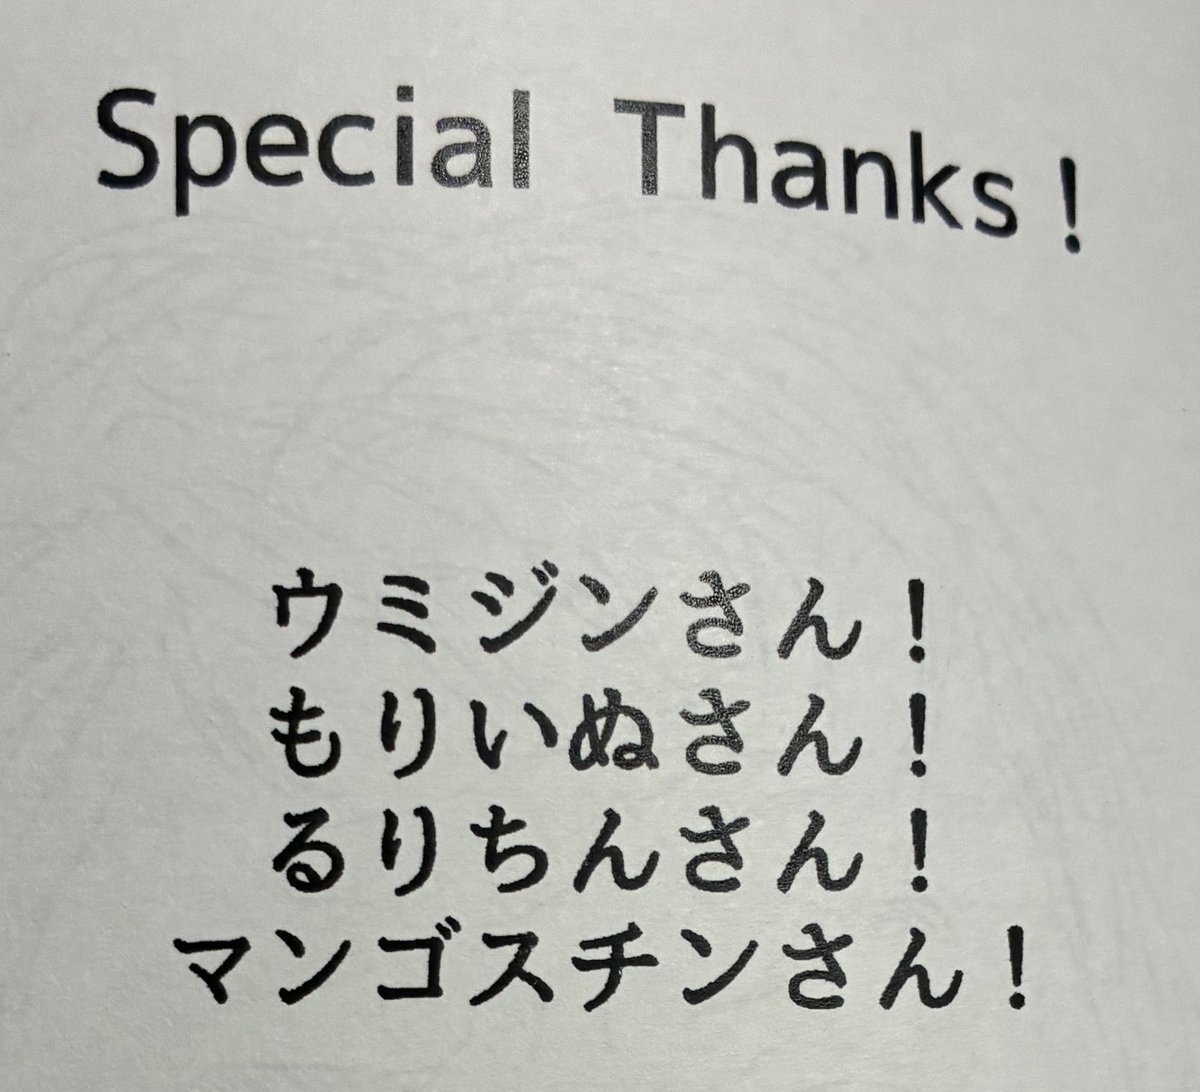 Special Thanks!
ウミジンさん！
もりいぬさん！
るりちんさん！
マンゴスチンさん！